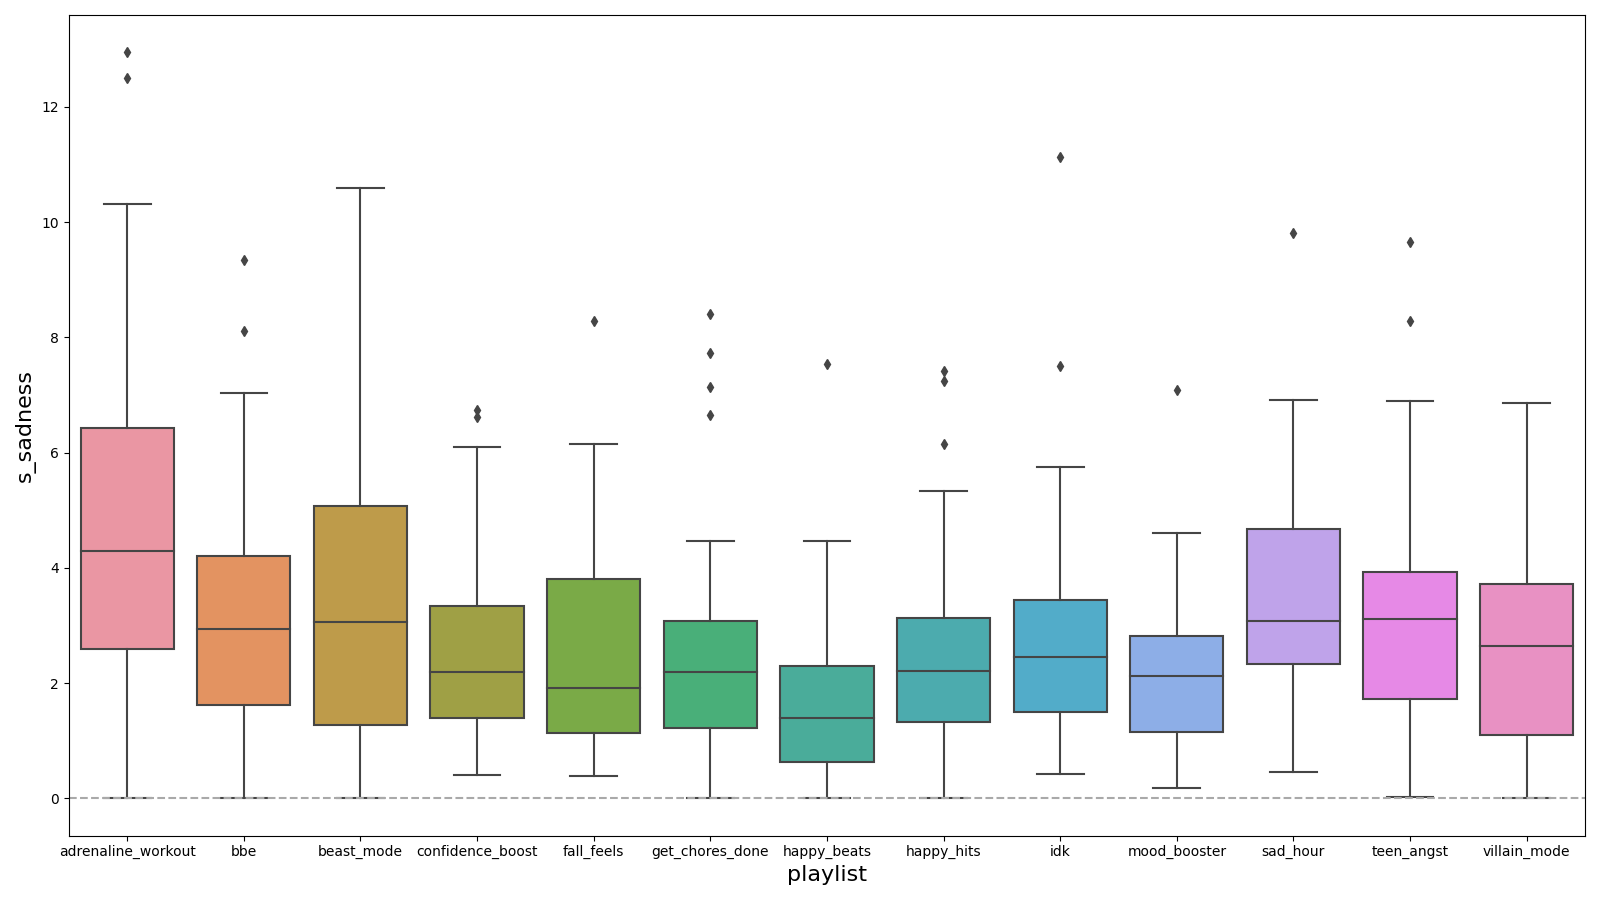 s_sadness
12
10
8
6
4
2
0
adrenaline_workout bbe beast_mode confidence_boost fall_feels get_chores_done happy_beats happy_hits idk mood_booster sad_hour teen_angst villain_mode
playlist